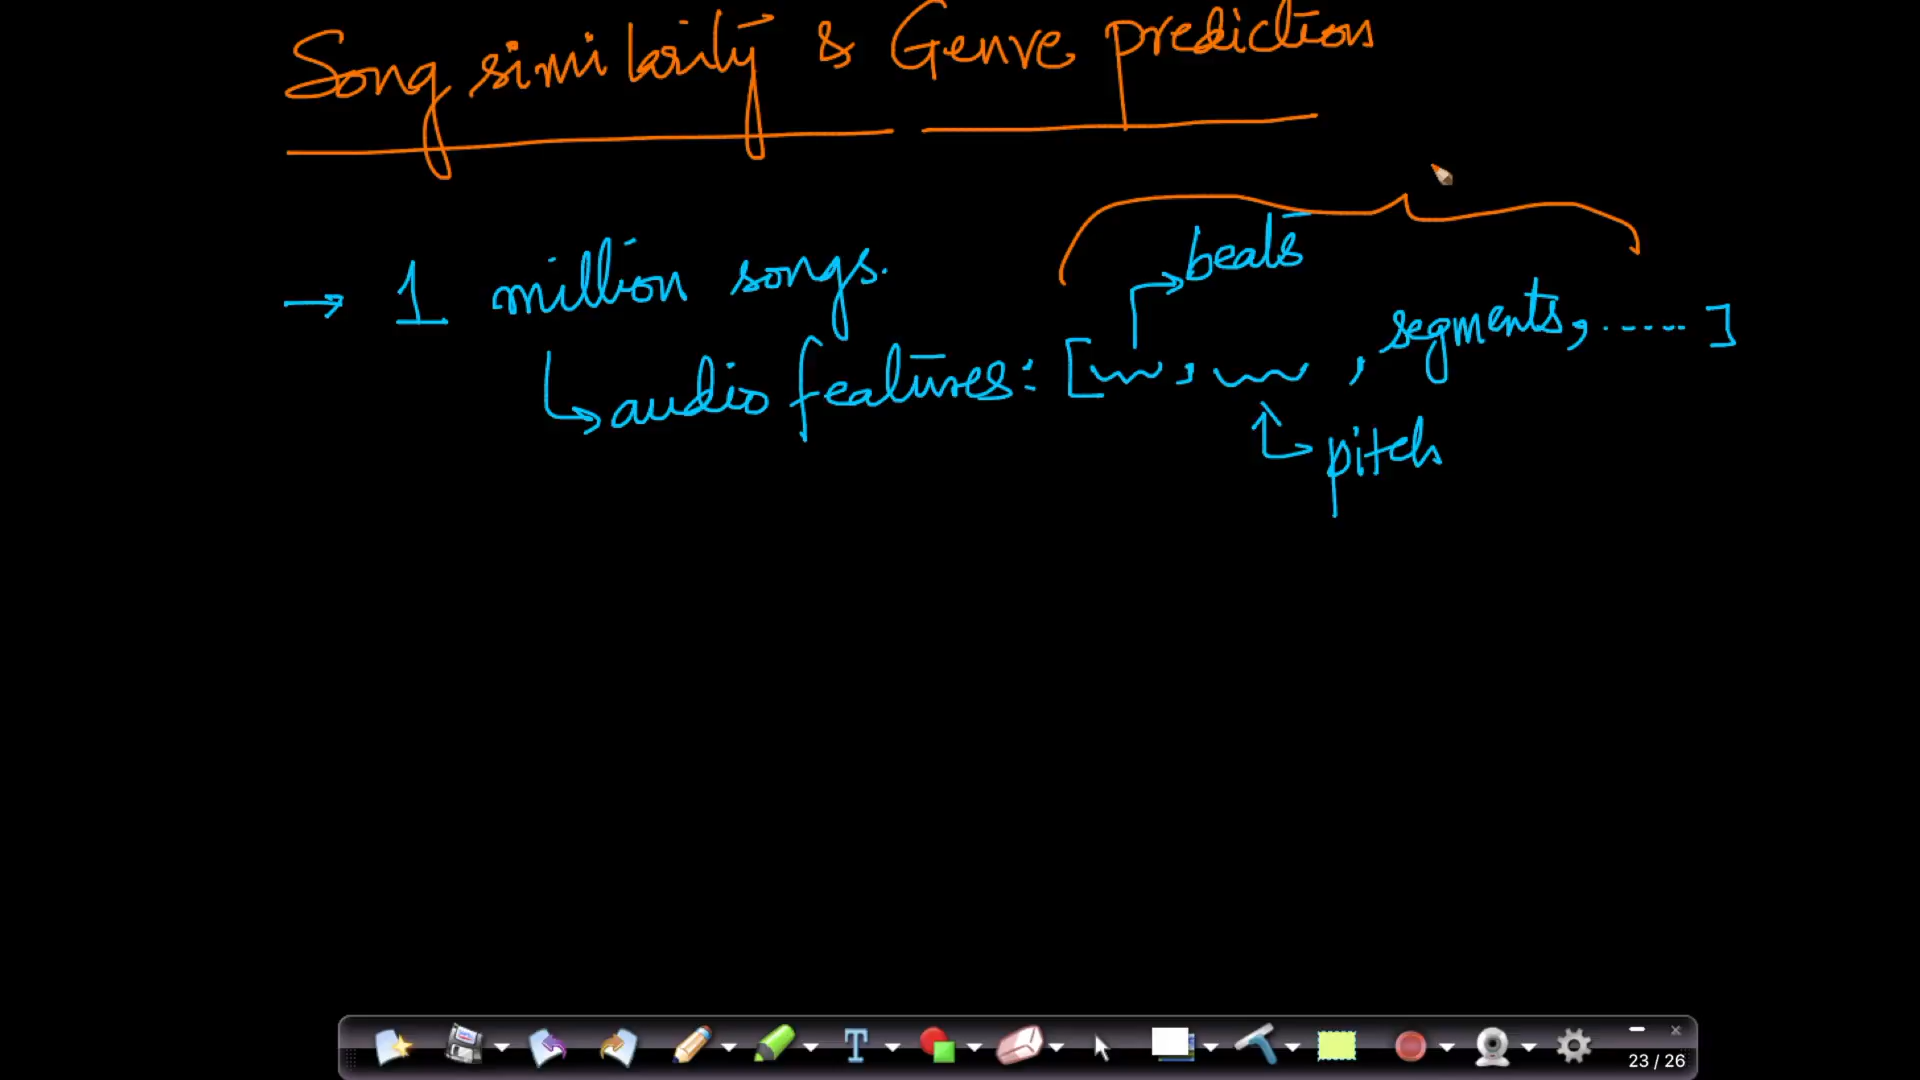 Song similarity & Genre prediction
beats
→ 1 million songs.
audio features: [ , , segments, ..... ]
pitch
T
23 / 26